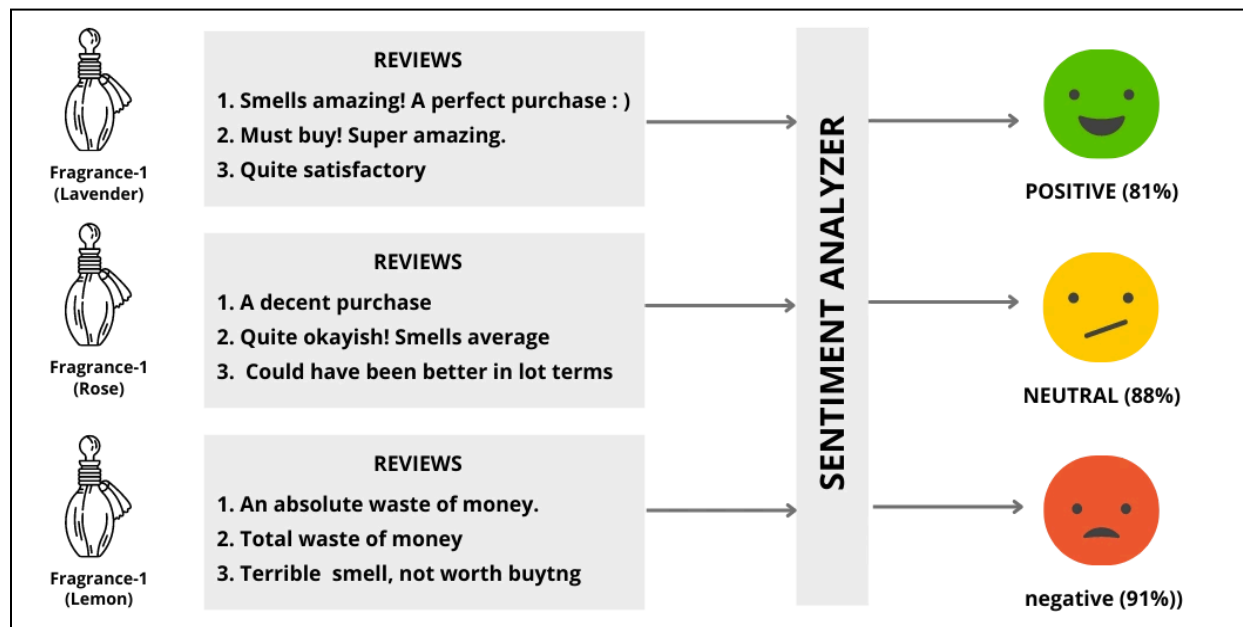 REVIEWS
1. Smells amazing! A perfect purchase : )
2. Must buy! Super amazing.
3. Quite satisfactory
Fragrance-1
(Lavender)
POSITIVE (81%)
REVIEWS
1. A decent purchase
2. Quite okayish! Smells average
3. Could have been better in lot terms
Fragrance-1
(Rose)
SENTIMENT ANALYZER
NEUTRAL (88%)
REVIEWS
1. An absolute waste of money.
2. Total waste of money
3. Terrible smell, not worth buytng
Fragrance-1
(Lemon)
negative (91%))